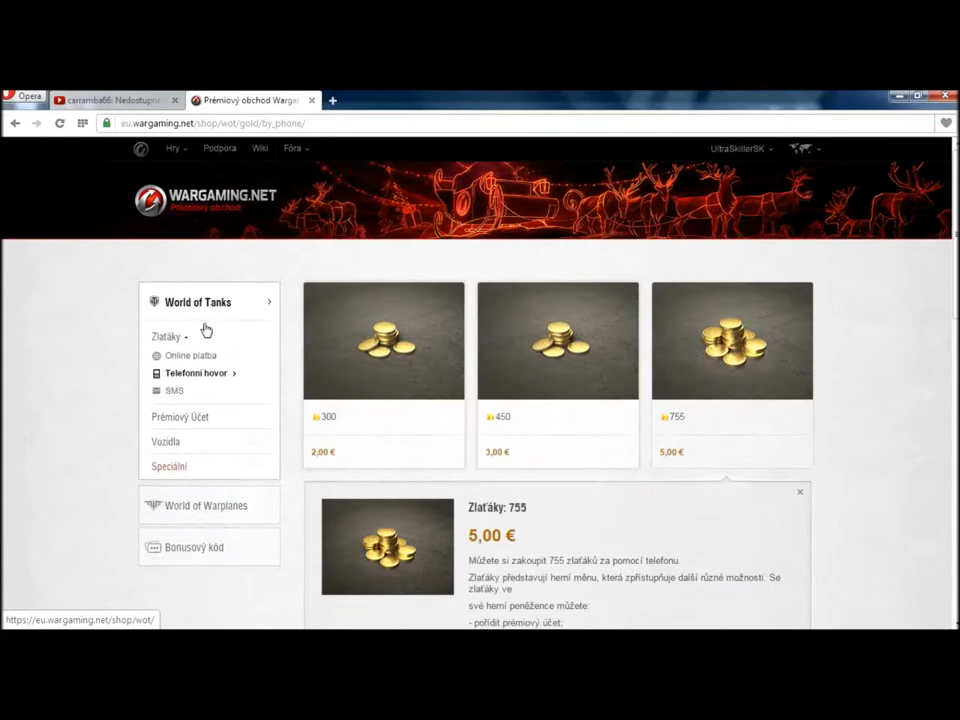 Opera
carramba66: Nedostupne
Prémiový obchod Wargar
eu.wargaming.net/shop/wot/gold/by_phone/
Hry
Podpora
Wiki
Fóra
UltraSkillerSK
WARGAMING.NET
Prémiový obchod
World of Tanks
Zlaťáky
Online platba
Telefonní hovor
SMS
Prémiový Účet
Vozidla
Speciální
World of Warplanes
Bonusový kód
300
2,00 €
450
3,00 €
755
5,00 €
Zlaťáky: 755
5,00 €
Můžete si zakoupit 755 zlaťáků za pomocí telefonu.
Zlaťáky představují herní měnu, která zpřístupňuje další různé možnosti. Se
zlaťáky ve
své herní peněžence můžete:
- pořídit prémiový účet;
https://eu.wargaming.net/shop/wot/